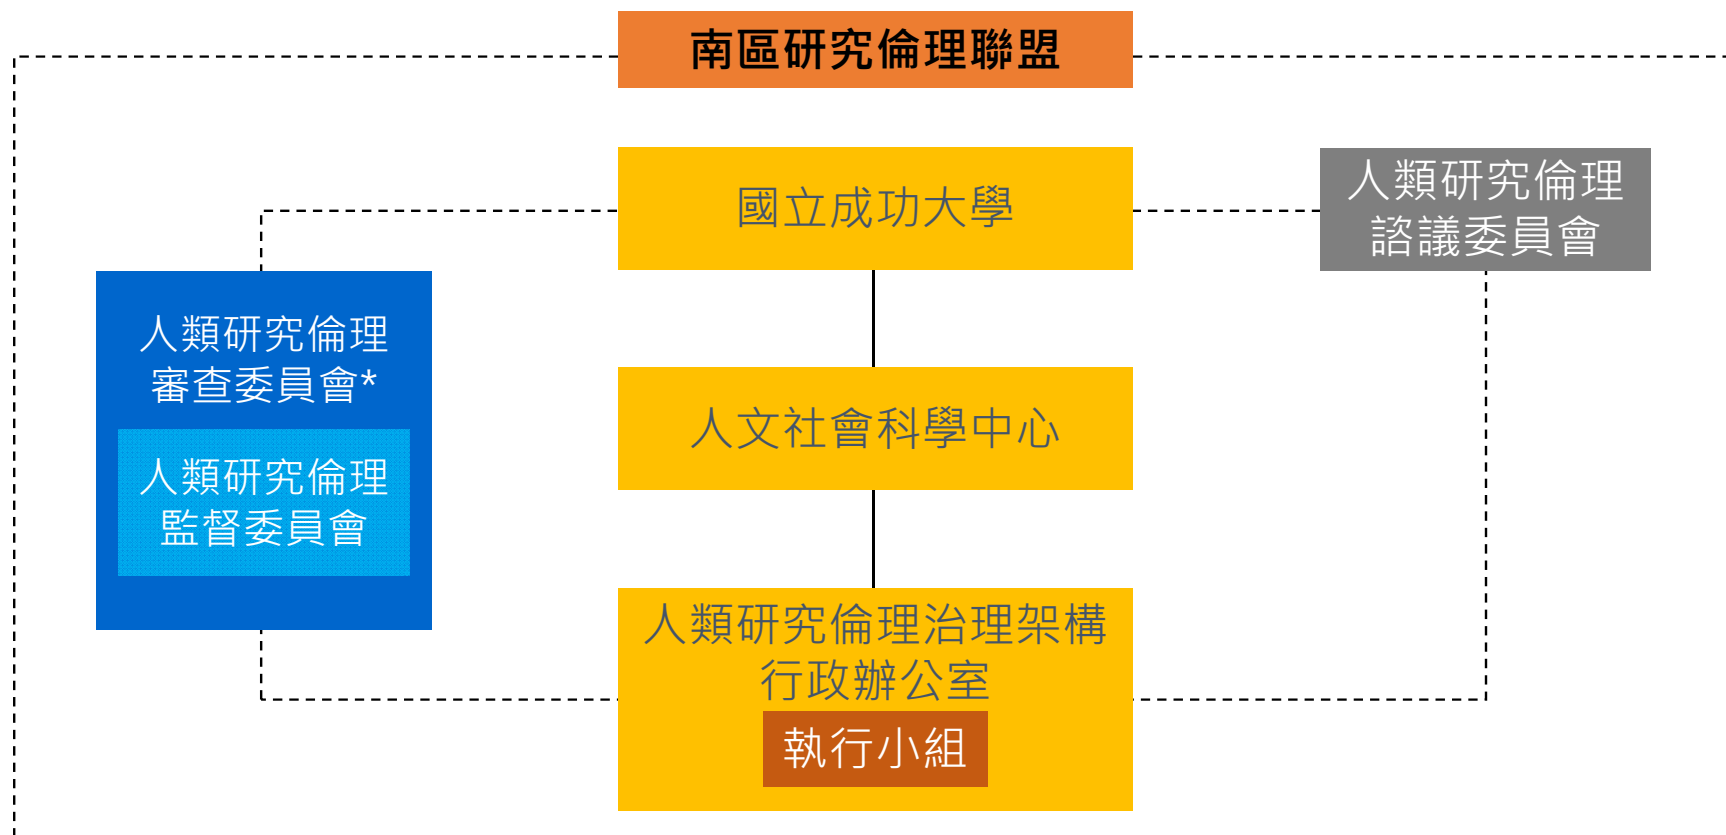 南區研究倫理聯盟
國立成功大學
人類研究倫理
諮議委員會
人類研究倫理
審查委員會*
人類研究倫理
監督委員會
人文社會科學中心
人類研究倫理治理架構
行政辦公室
執行小組